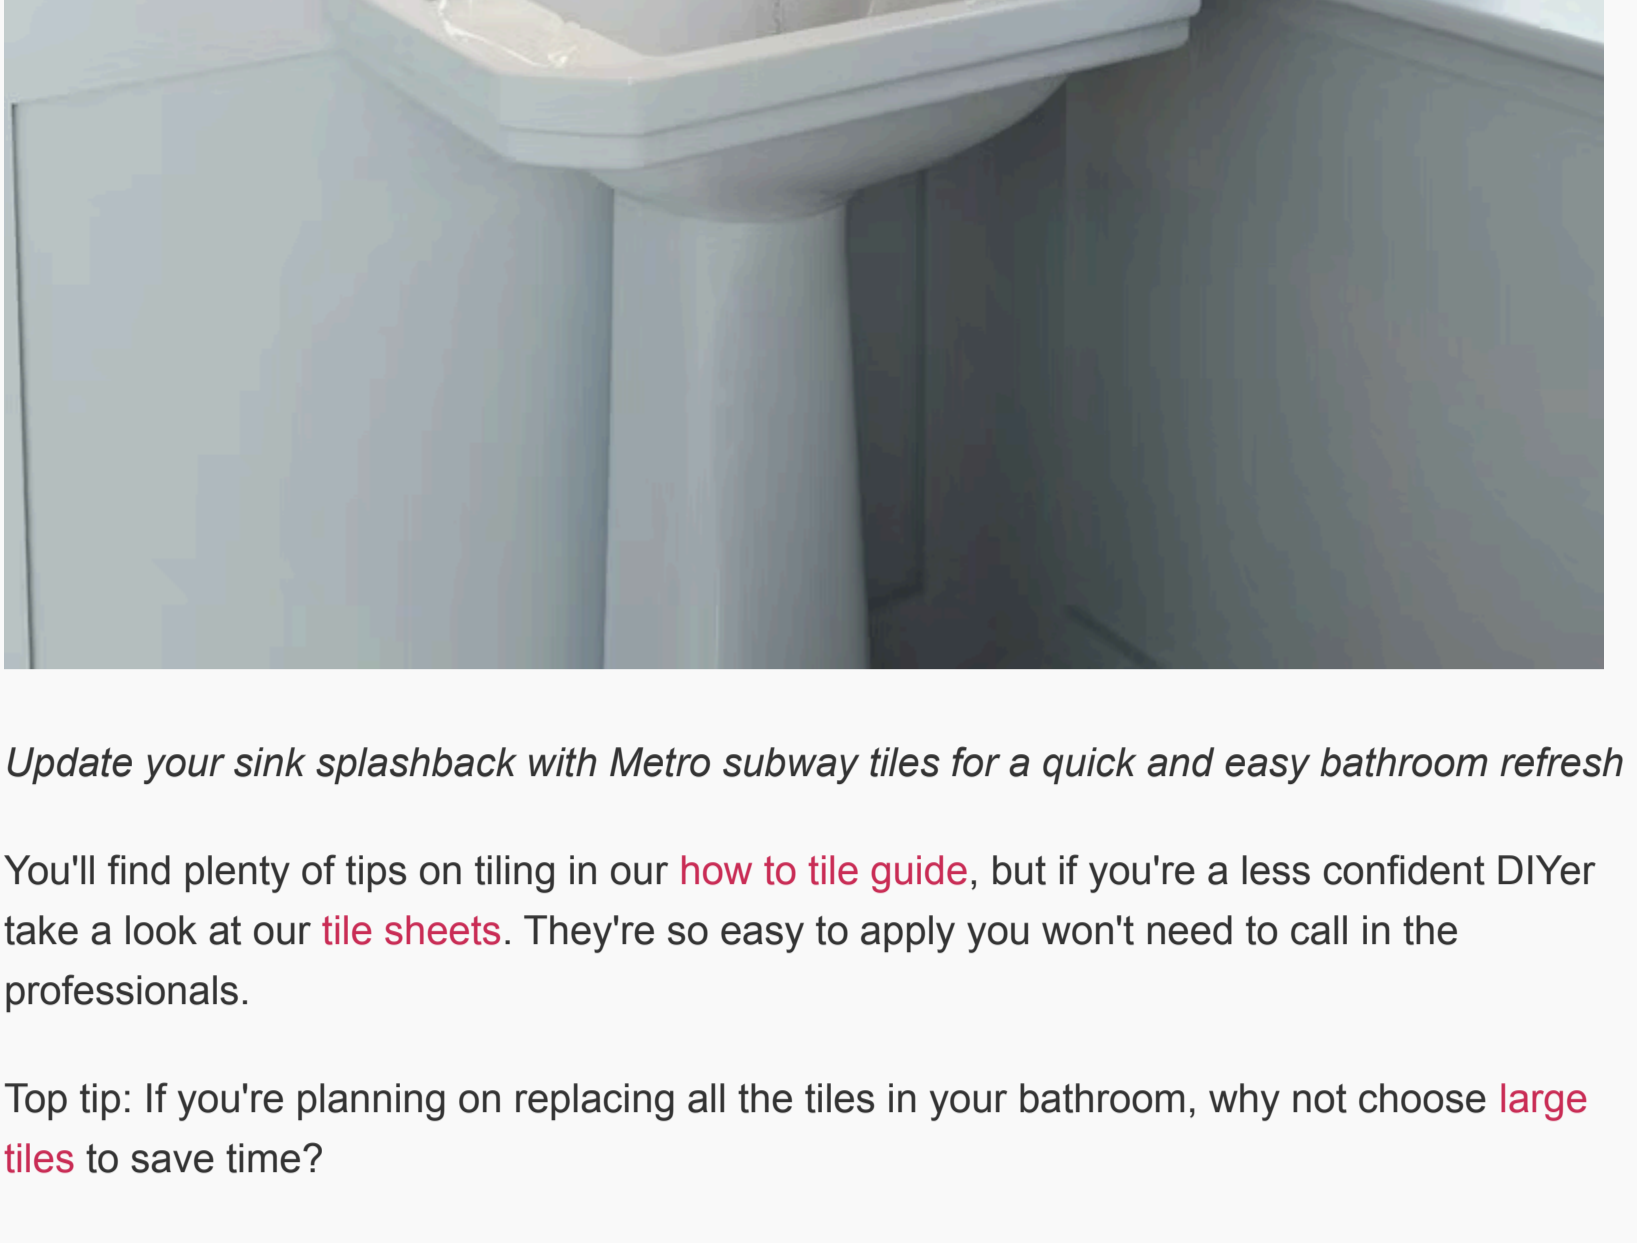 Update your sink splashback with Metro subway tiles for a quick and easy bathroom refresh
You'll find plenty of tips on tiling in our how to tile guide, but if you're a less confident DIYer
take a look at our tile sheets. They're so easy to apply you won't need to call in the
professionals.
Top tip: If you're planning on replacing all the tiles in your bathroom, why not choose large
tiles to save time?